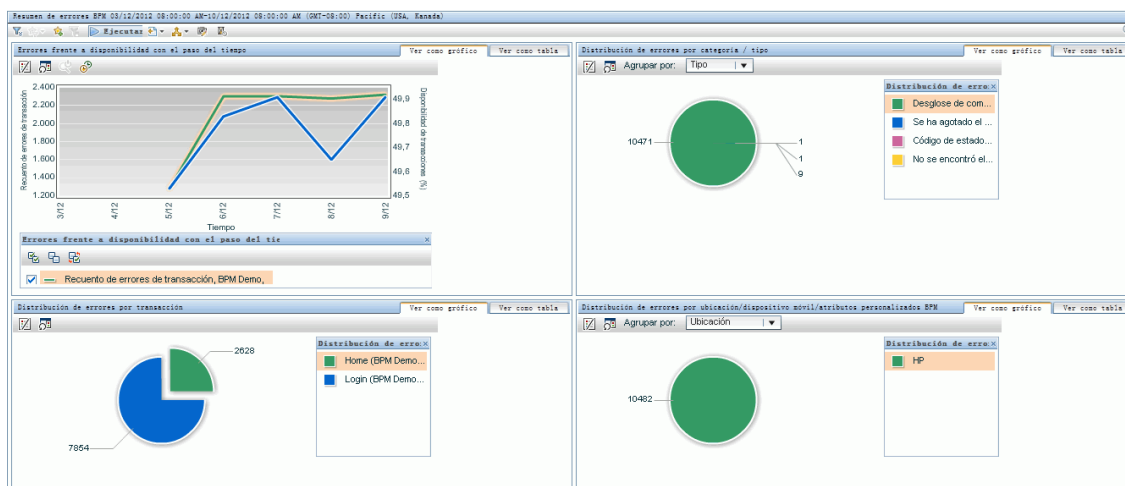 Resumen de errores BPM 03/12/2012 09:00:00 AM-10/12/2012 09:00:00 AM (GMT-08:00) Pacific (USA, Kanada)
Ejecutar
Errores frente a disponibilidad con el paso del tiempo
Ver como gráfico
Ver como tabla
2.400
2.000
1.800
1.600
1.400
1.200
Recuento de errores de transacción
49,9
49,8
49,7
49,6
49,5
Disponibilidad de transacciones (%)
3/12
4/12
5/12
6/12
7/12
8/12
9/12
Tiempo
Errores frente a disponibilidad con el paso del tie
Recuento de errores de transacción, BPM Demo,
Distribución de errores por categoría / tipo
Ver como gráfico
Ver como tabla
Agrupar por: Tipo
10471
1
1
9
Distribución de erro
Desglose de com...
Se ha agotado el ...
Código de estado...
No se encontró el...
Distribución de errores por transacción
Ver como gráfico
Ver como tabla
2628
7854
Distribución de erro
Home (BPM Demo...
Login (BPM Demo...
Distribución de errores por ubicación/dispositivo móvil/atributos personalizados BPM
Ver como gráfico
Ver como tabla
Agrupar por: Ubicación
10482
Distribución de erro
HP